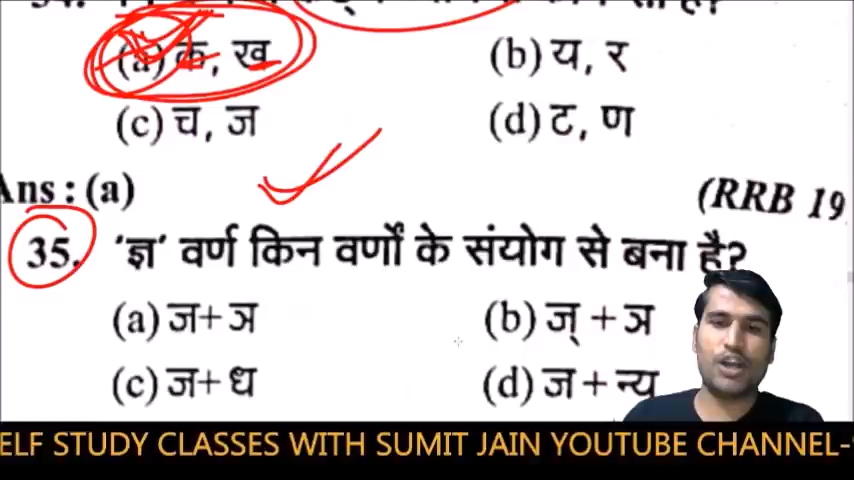 (a) क, ख (b) य, र
(c) च, ज (d) ट, ण
Ans : (a) (RRB 19
35. 'ज्ञ' वर्ण किन वर्णों के संयोग से बना है?
(a) ज+ ञ (b) ज् + ञ
(c) ज+ ध (d) ज + न्य
ELF STUDY CLASSES WITH SUMIT JAIN YOUTUBE CHANNEL-